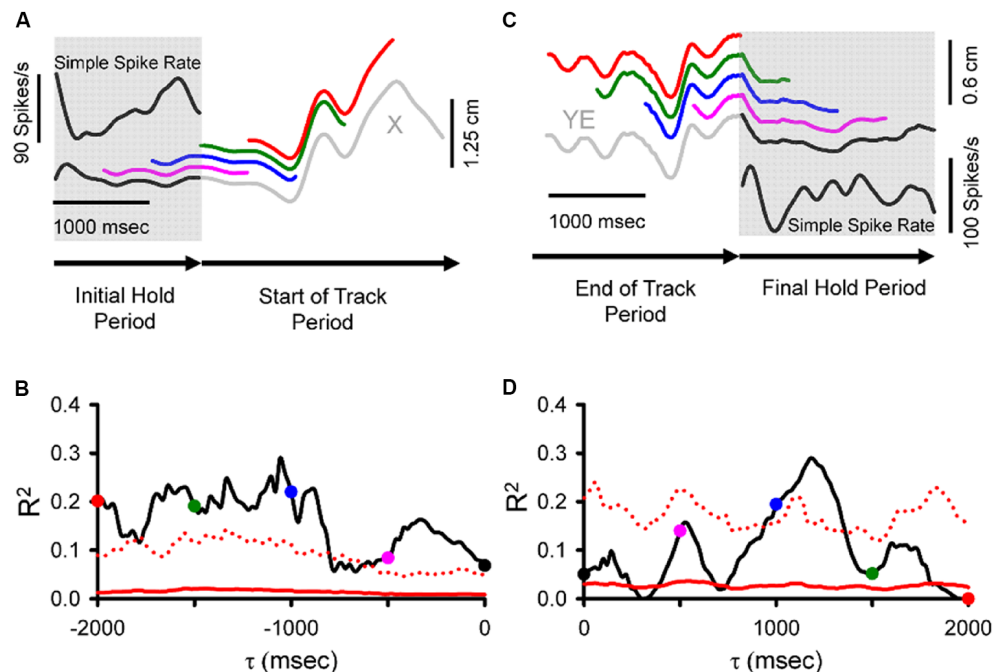 A
Simple Spike Rate
90 Spikes/s
X
1.25 cm
1000 msec
Initial Hold
Period
Start of Track
Period
C
YE
0.6 cm
1000 msec
Simple Spike Rate
100 Spikes/s
End of Track
Period
Final Hold Period
B
R²
0.4
0.3
0.2
0.1
0.0
-2000
-1000
0
τ (msec)
D
R²
0.4
0.3
0.2
0.1
0.0
0
1000
2000
τ (msec)